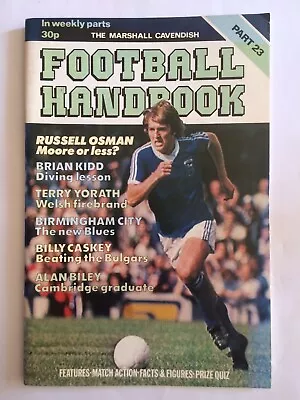 In weekly parts
30p
THE MARSHALL CAVENDISH
PART 23
FOOTBALL
HANDBOOK
RUSSELL OSMAN
Moore or less?
BRIAN KIDD
Diving lesson
TERRY YORATH
Welsh firebrand
BIRMINGHAM CITY
The new Blues
BILLY CASKEY
Beating the Bulgars
ALAN BILEY
Cambridge graduate
FEATURES·MATCH ACTION·FACTS & FIGURES·PRIZE QUIZ